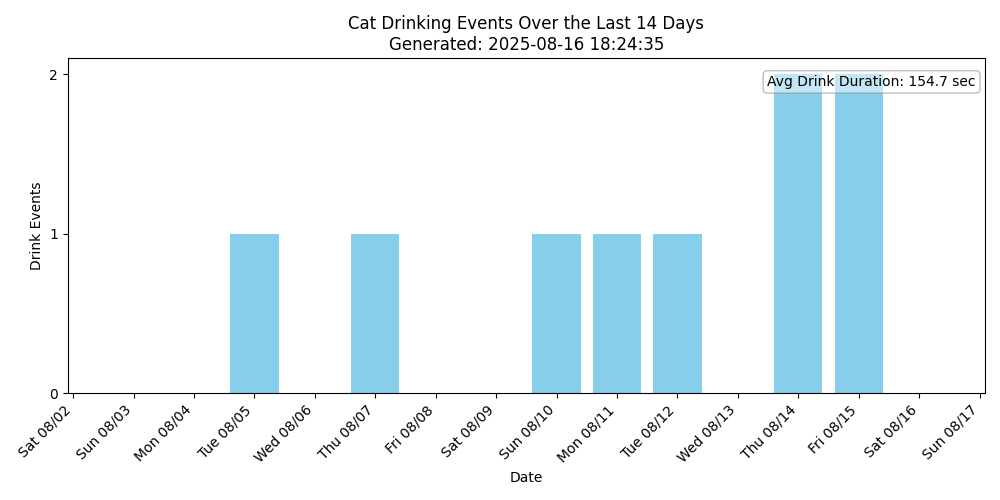 Cat Drinking Events Over the Last 14 Days
Generated: 2025-08-16 18:24:35
Avg Drink Duration: 154.7 sec
Drink Events
2
1
0
Sat 08/02
Sun 08/03
Mon 08/04
Tue 08/05
Wed 08/06
Thu 08/07
Fri 08/08
Sat 08/09
Sun 08/10
Mon 08/11
Tue 08/12
Wed 08/13
Thu 08/14
Fri 08/15
Sat 08/16
Sun 08/17
Date